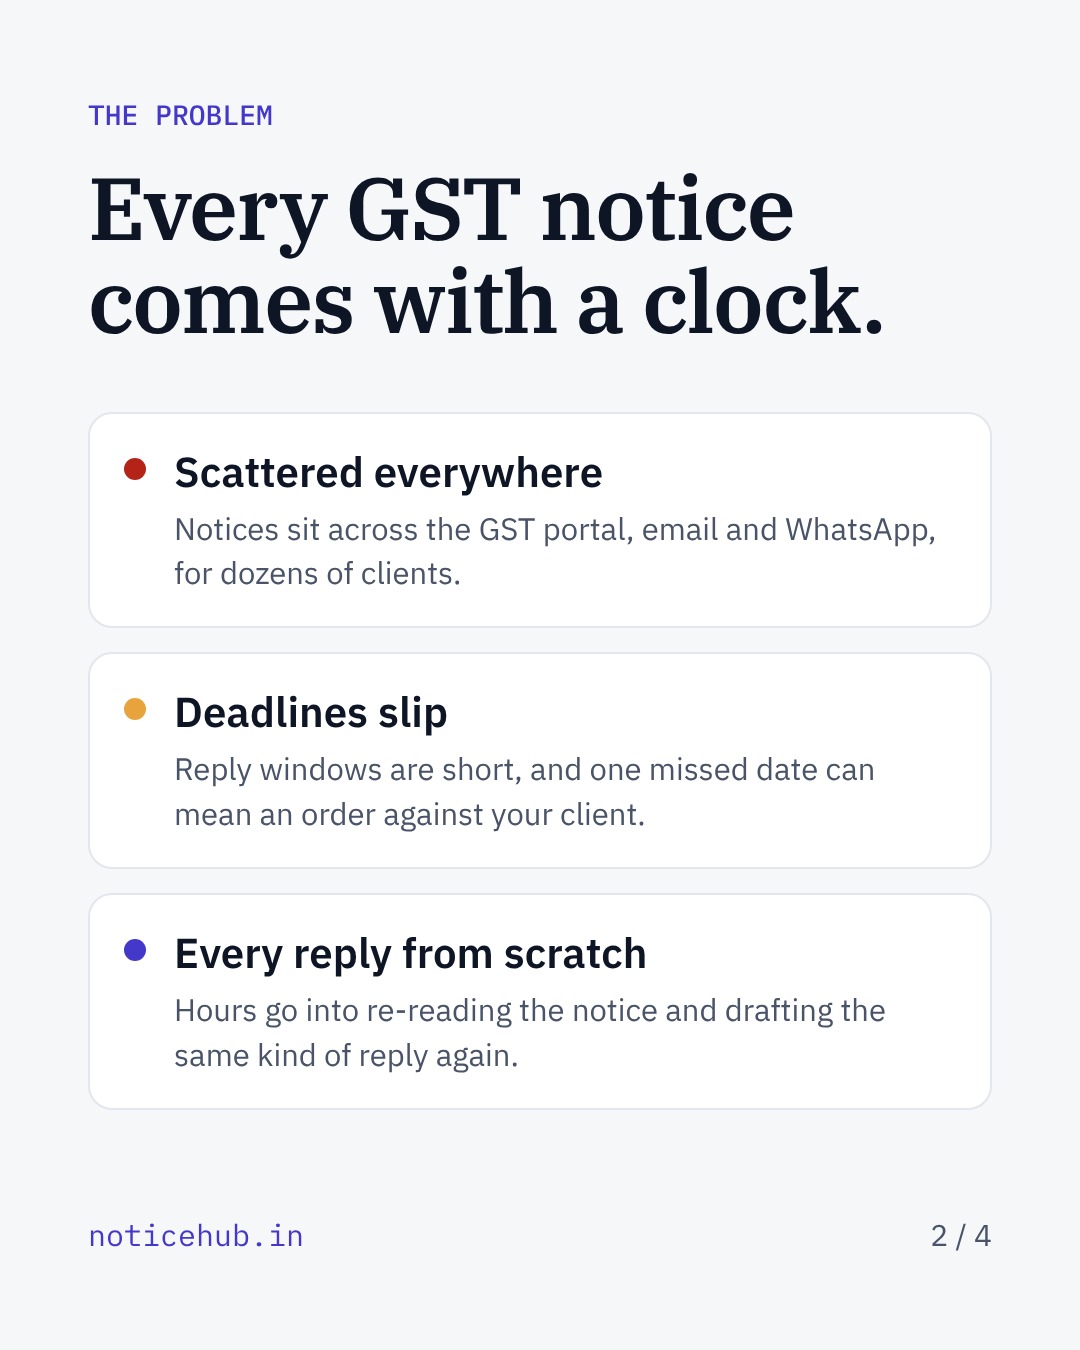 THE PROBLEM
Every GST notice
comes with a clock.
Scattered everywhere
Notices sit across the GST portal, email and WhatsApp,
for dozens of clients.
Deadlines slip
Reply windows are short, and one missed date can
mean an order against your client.
Every reply from scratch
Hours go into re-reading the notice and drafting the
same kind of reply again.
noticehub.in
2 / 4